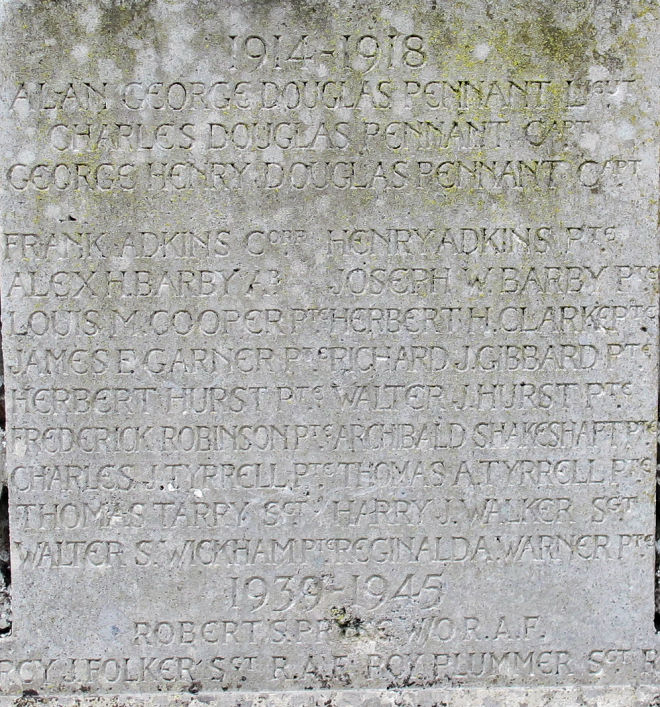 1914-1918
ALAN GEORGE DOUGLAS PENNANT LIEUT
CHARLES DOUGLAS PENNANT CAPT
GEORGE HENRY DOUGLAS PENNANT CAPT
FRANK ADKINS CORP HENRY ADKINS PTE
ALEX H. BARBY AB JOSEPH W. BARBY PTE
LOUIS M. COOPER PTE HERBERT H. CLARKE PTE
JAMES E. GARNER PTE RICHARD J. GIBBARD PTE
HERBERT HURST PTE WALTER J. HURST PTE
FREDERICK ROBINSON PTE ARCHIBALD SHAKESHAFT PTE
CHARLES J. TYRRELL PTE THOMAS A. TYRRELL PTE
THOMAS TARRY SGT HARRY J. WALKER SGT
WALTER S. WICKHAM PTE REGINALD A. WARNER PTE
1939-1945
ROBERT S. W/O R.A.F.
J. FOLKER SGT R.A.F. ROY PLUMMER SGT